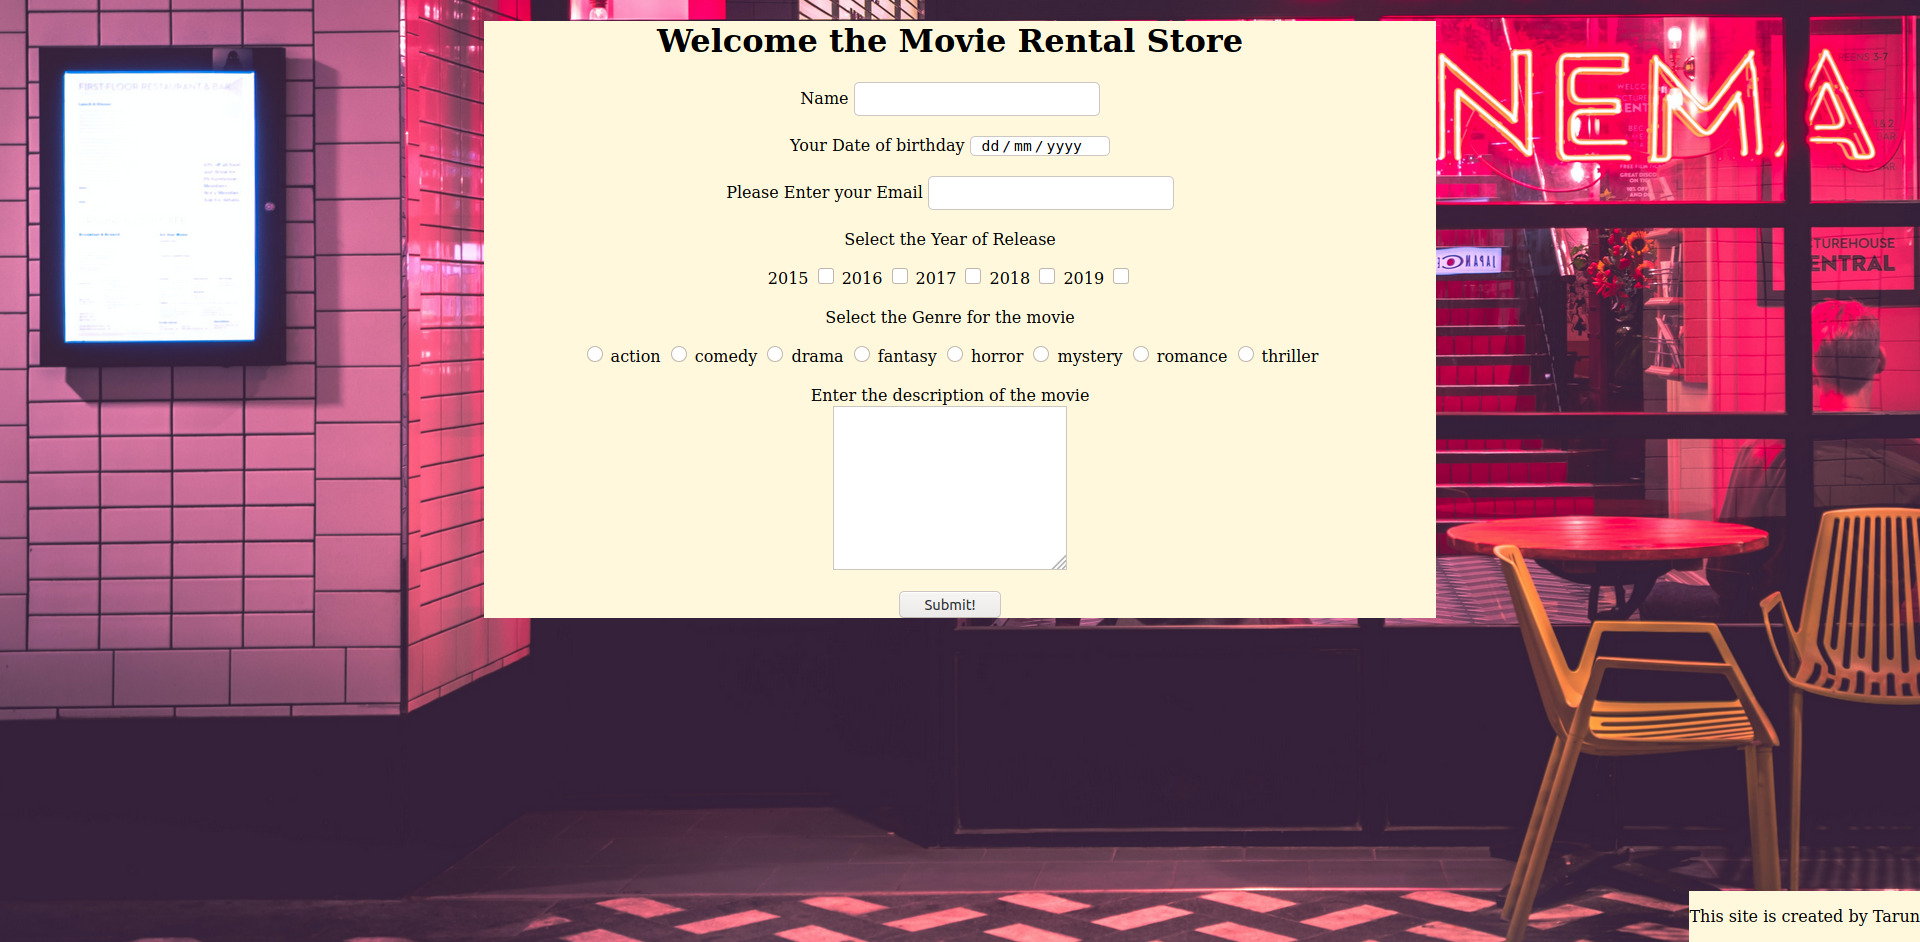 Welcome the Movie Rental Store
Name
Your Date of birthday dd/mm/yyyy
Please Enter your Email
Select the Year of Release
2015 2016 2017 2018 2019
Select the Genre for the movie
action comedy drama fantasy horror mystery romance thriller
Enter the description of the movie
Submit!
FIRST FLOOR RESTAURANT & BAR
NEMA
JAPAN
CTUREHOUSE
ENTRAL
This site is created by Tarun